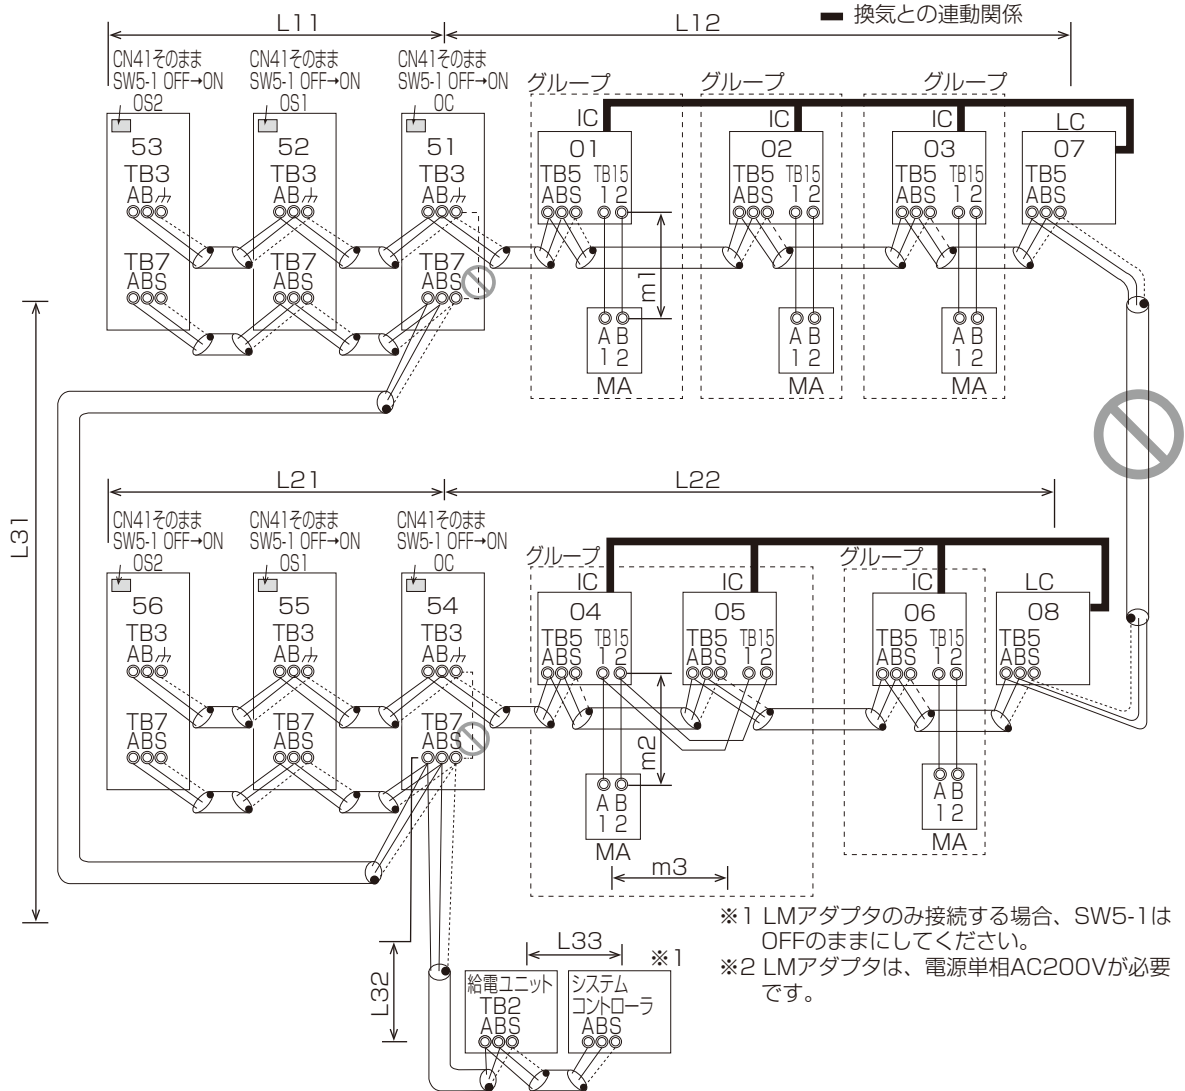 換気との連動関係
L11
L12
CN41そのまま
SW5-1 OFF→ON
OS2
CN41そのまま
SW5-1 OFF→ON
OS1
CN41そのまま
SW5-1 OFF→ON
OC
グループ
グループ
グループ
IC
IC
IC
LC
53
52
51
01
02
03
07
TB3
AB
TB3
AB
TB3
AB
TB5
ABS
TB15
1 2
TB5
ABS
TB15
1 2
TB5
ABS
TB15
1 2
TB5
ABS
TB7
ABS
TB7
ABS
TB7
ABS
m1
A B
1 2
MA
A B
1 2
MA
A B
1 2
MA
L31
L21
L22
CN41そのまま
SW5-1 OFF→ON
OS2
CN41そのまま
SW5-1 OFF→ON
OS1
CN41そのまま
SW5-1 OFF→ON
OC
グループ
グループ
IC
IC
IC
LC
56
55
54
04
05
06
08
TB3
AB
TB3
AB
TB3
AB
TB5
ABS
TB15
1 2
TB5
ABS
TB15
1 2
TB5
ABS
TB15
1 2
TB5
ABS
TB7
ABS
TB7
ABS
TB7
ABS
m2
A B
1 2
MA
A B
1 2
MA
m3
※1 LMアダプタのみ接続する場合、SW5-1は
OFFのままにしてください。
※2 LMアダプタは、電源単相AC200Vが必要
です。
L32
L33
※1
給電ユニット
TB2
ABS
システム
コントローラ
ABS